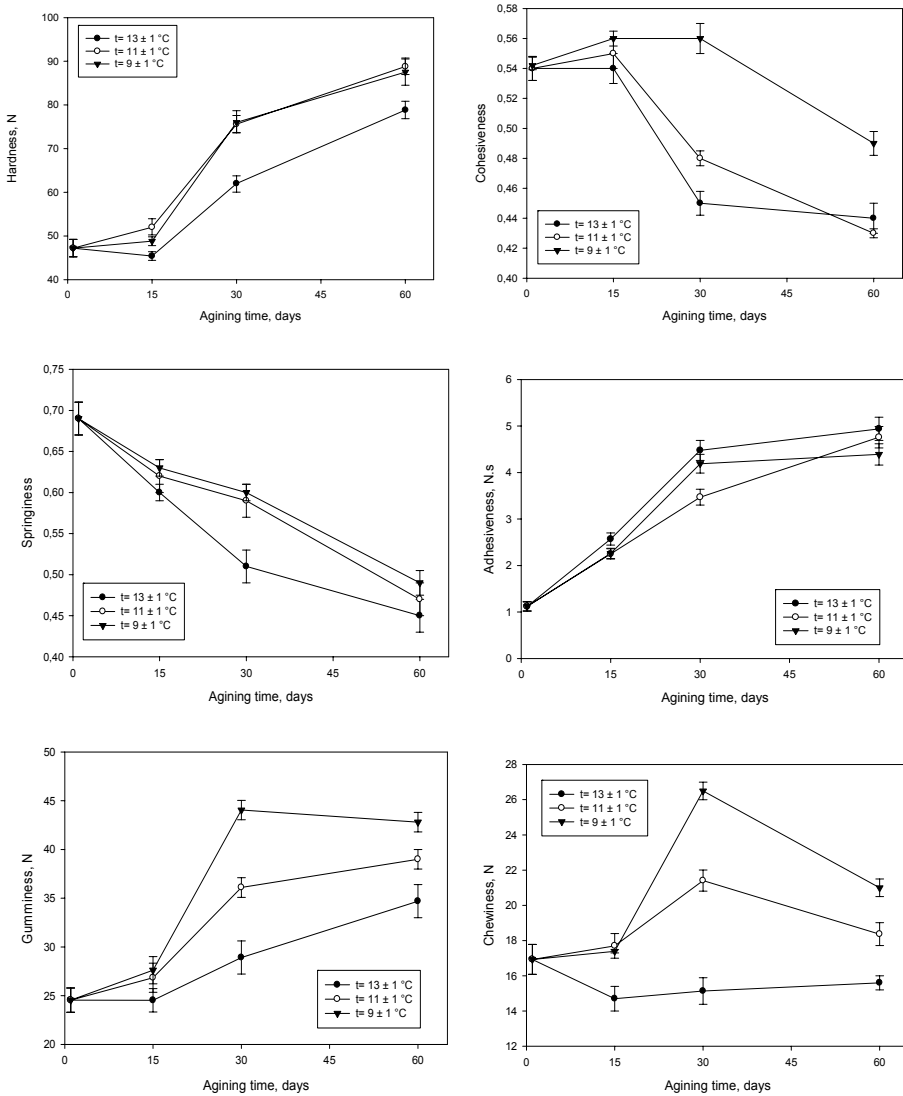 100
90
80
70
60
50
40
Hardness, N
t= 13 ± 1 °C
t= 11 ± 1 °C
t= 9 ± 1 °C
0 15 30 45 60
Agining time, days
0,58
0,56
0,54
0,52
0,50
0,48
0,46
0,44
0,42
0,40
Cohesiveness
t= 13 ± 1 °C
t= 11 ± 1 °C
t= 9 ± 1 °C
0 15 30 45 60
Agining time, days
0,75
0,70
0,65
0,60
0,55
0,50
0,45
0,40
Springiness
t= 13 ± 1 °C
t= 11 ± 1 °C
t= 9 ± 1 °C
0 15 30 45 60
Agining time, days
6
5
4
3
2
1
0
Adhesiveness, N.s
t= 13 ± 1 °C
t= 11 ± 1 °C
t= 9 ± 1 °C
0 15 30 45 60
Agining time, days
50
45
40
35
30
25
20
Gumminess, N
t= 13 ± 1 °C
t= 11 ± 1 °C
t= 9 ± 1 °C
0 15 30 45 60
Agining time, days
28
26
24
22
20
18
16
14
12
Chewiness, N
t= 13 ± 1 °C
t= 11 ± 1 °C
t= 9 ± 1 °C
0 15 30 45 60
Agining time, days